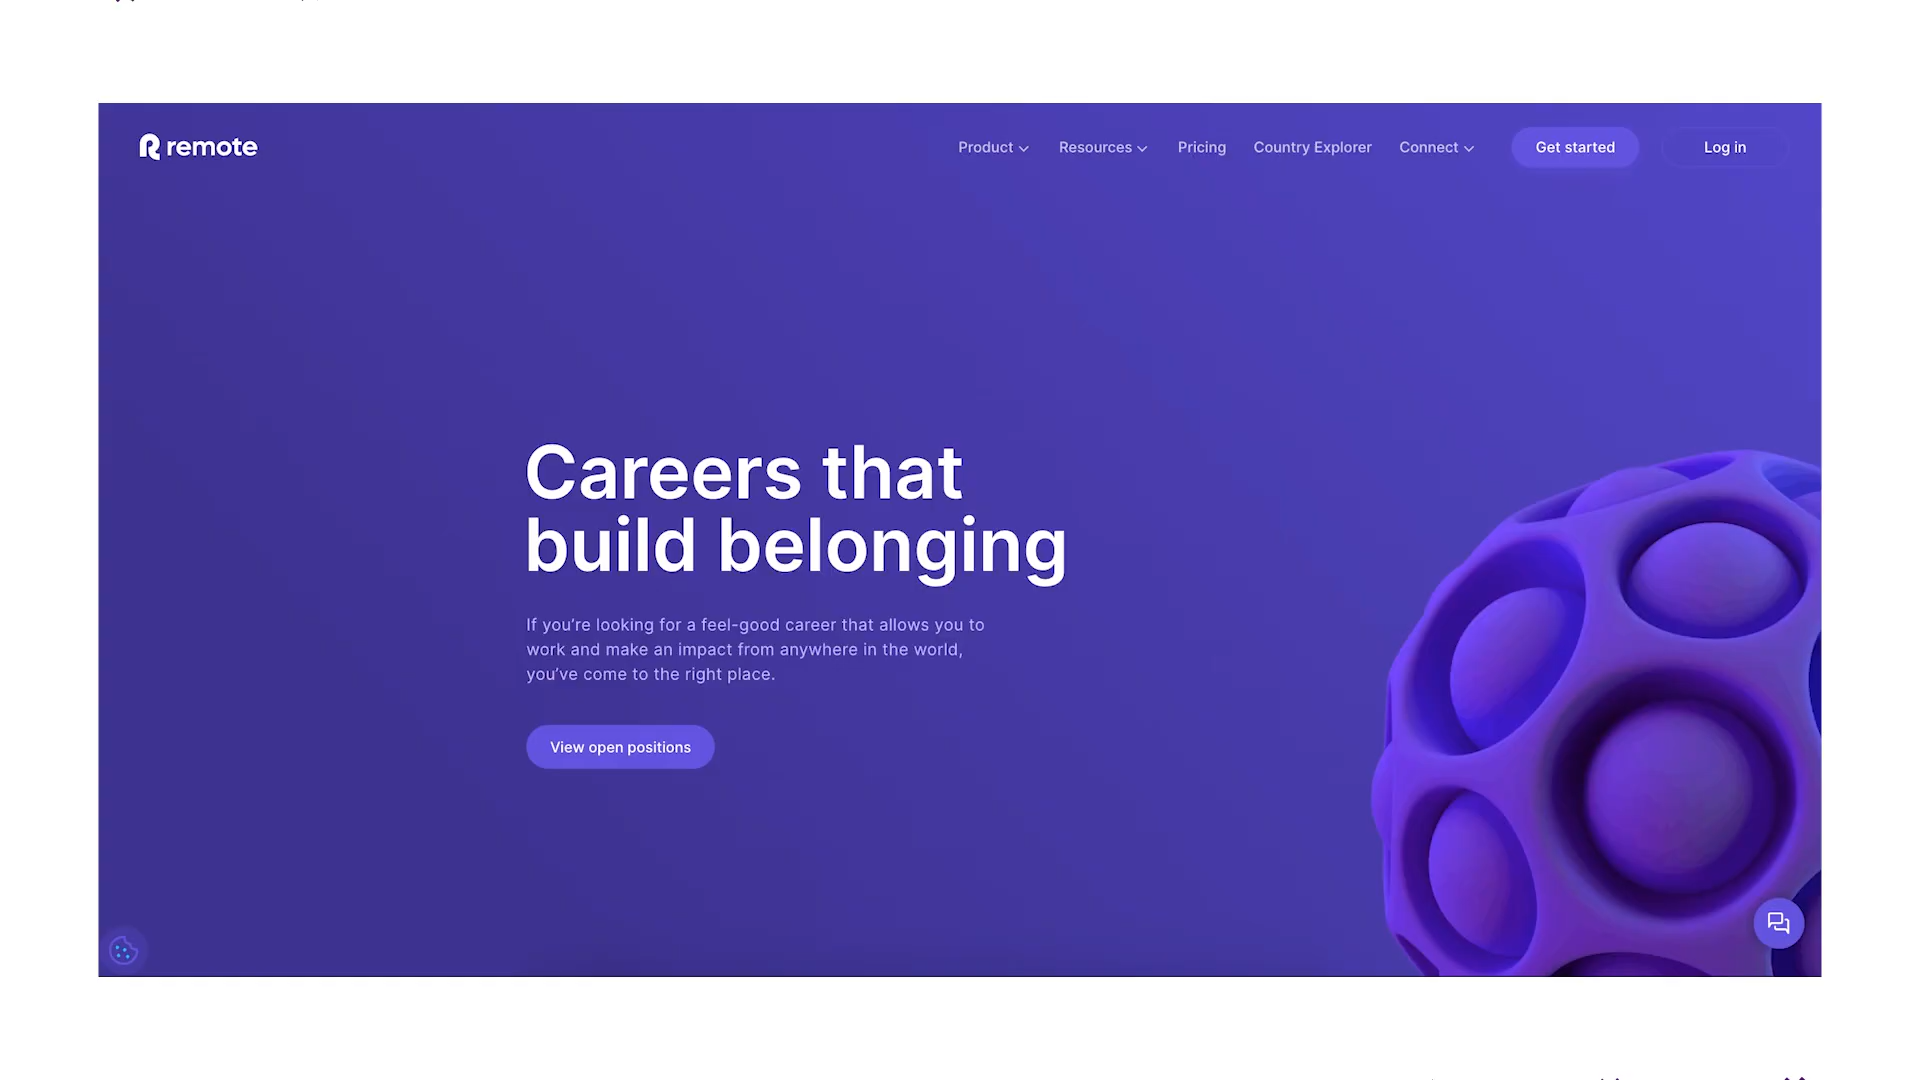 remote
Product
Resources
Pricing
Country Explorer
Connect
Get started
Log in
Careers that
build belonging
If you’re looking for a feel-good career that allows you to
work and make an impact from anywhere in the world,
you’ve come to the right place.
View open positions